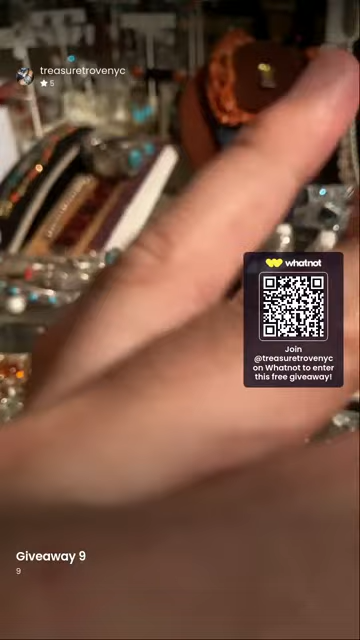 treasuretrovenyc
★ 5
whatnot
Join
@treasuretrovenyc
on Whatnot to enter
this free giveaway!
Giveaway 9
9